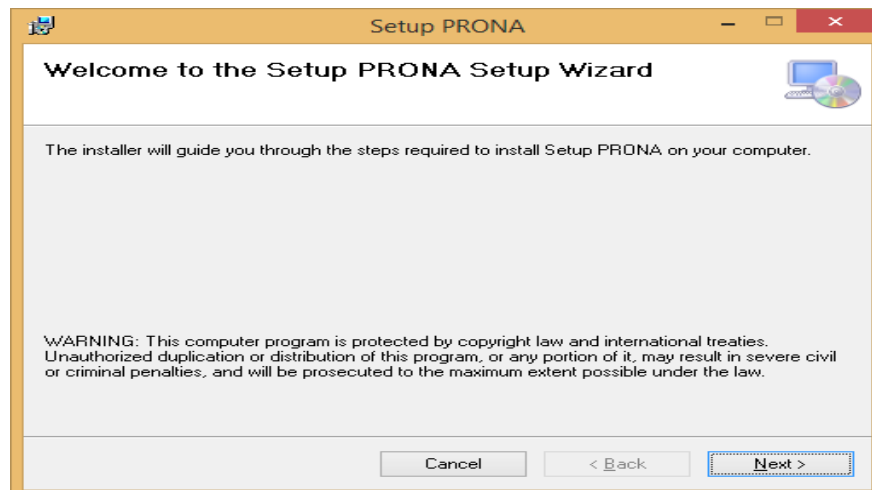 Setup PRONA
Welcome to the Setup PRONA Setup Wizard
The installer will guide you through the steps required to install Setup PRONA on your computer.
WARNING: This computer program is protected by copyright law and international treaties.
Unauthorized duplication or distribution of this program, or any portion of it, may result in severe civil
or criminal penalties, and will be prosecuted to the maximum extent possible under the law.
Cancel < Back Next >